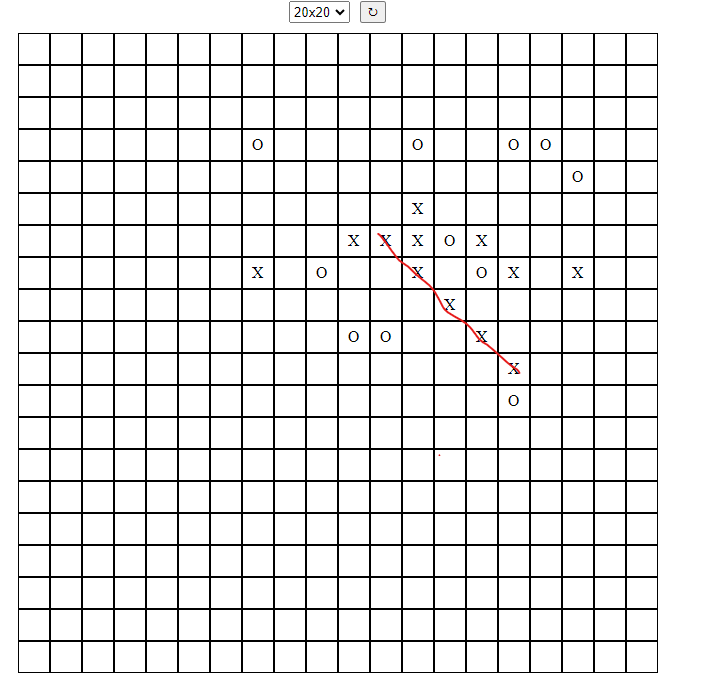 20x20 ↻
O O O O
O
X
X X X O X
X O X O X X
X
O O X
X
O